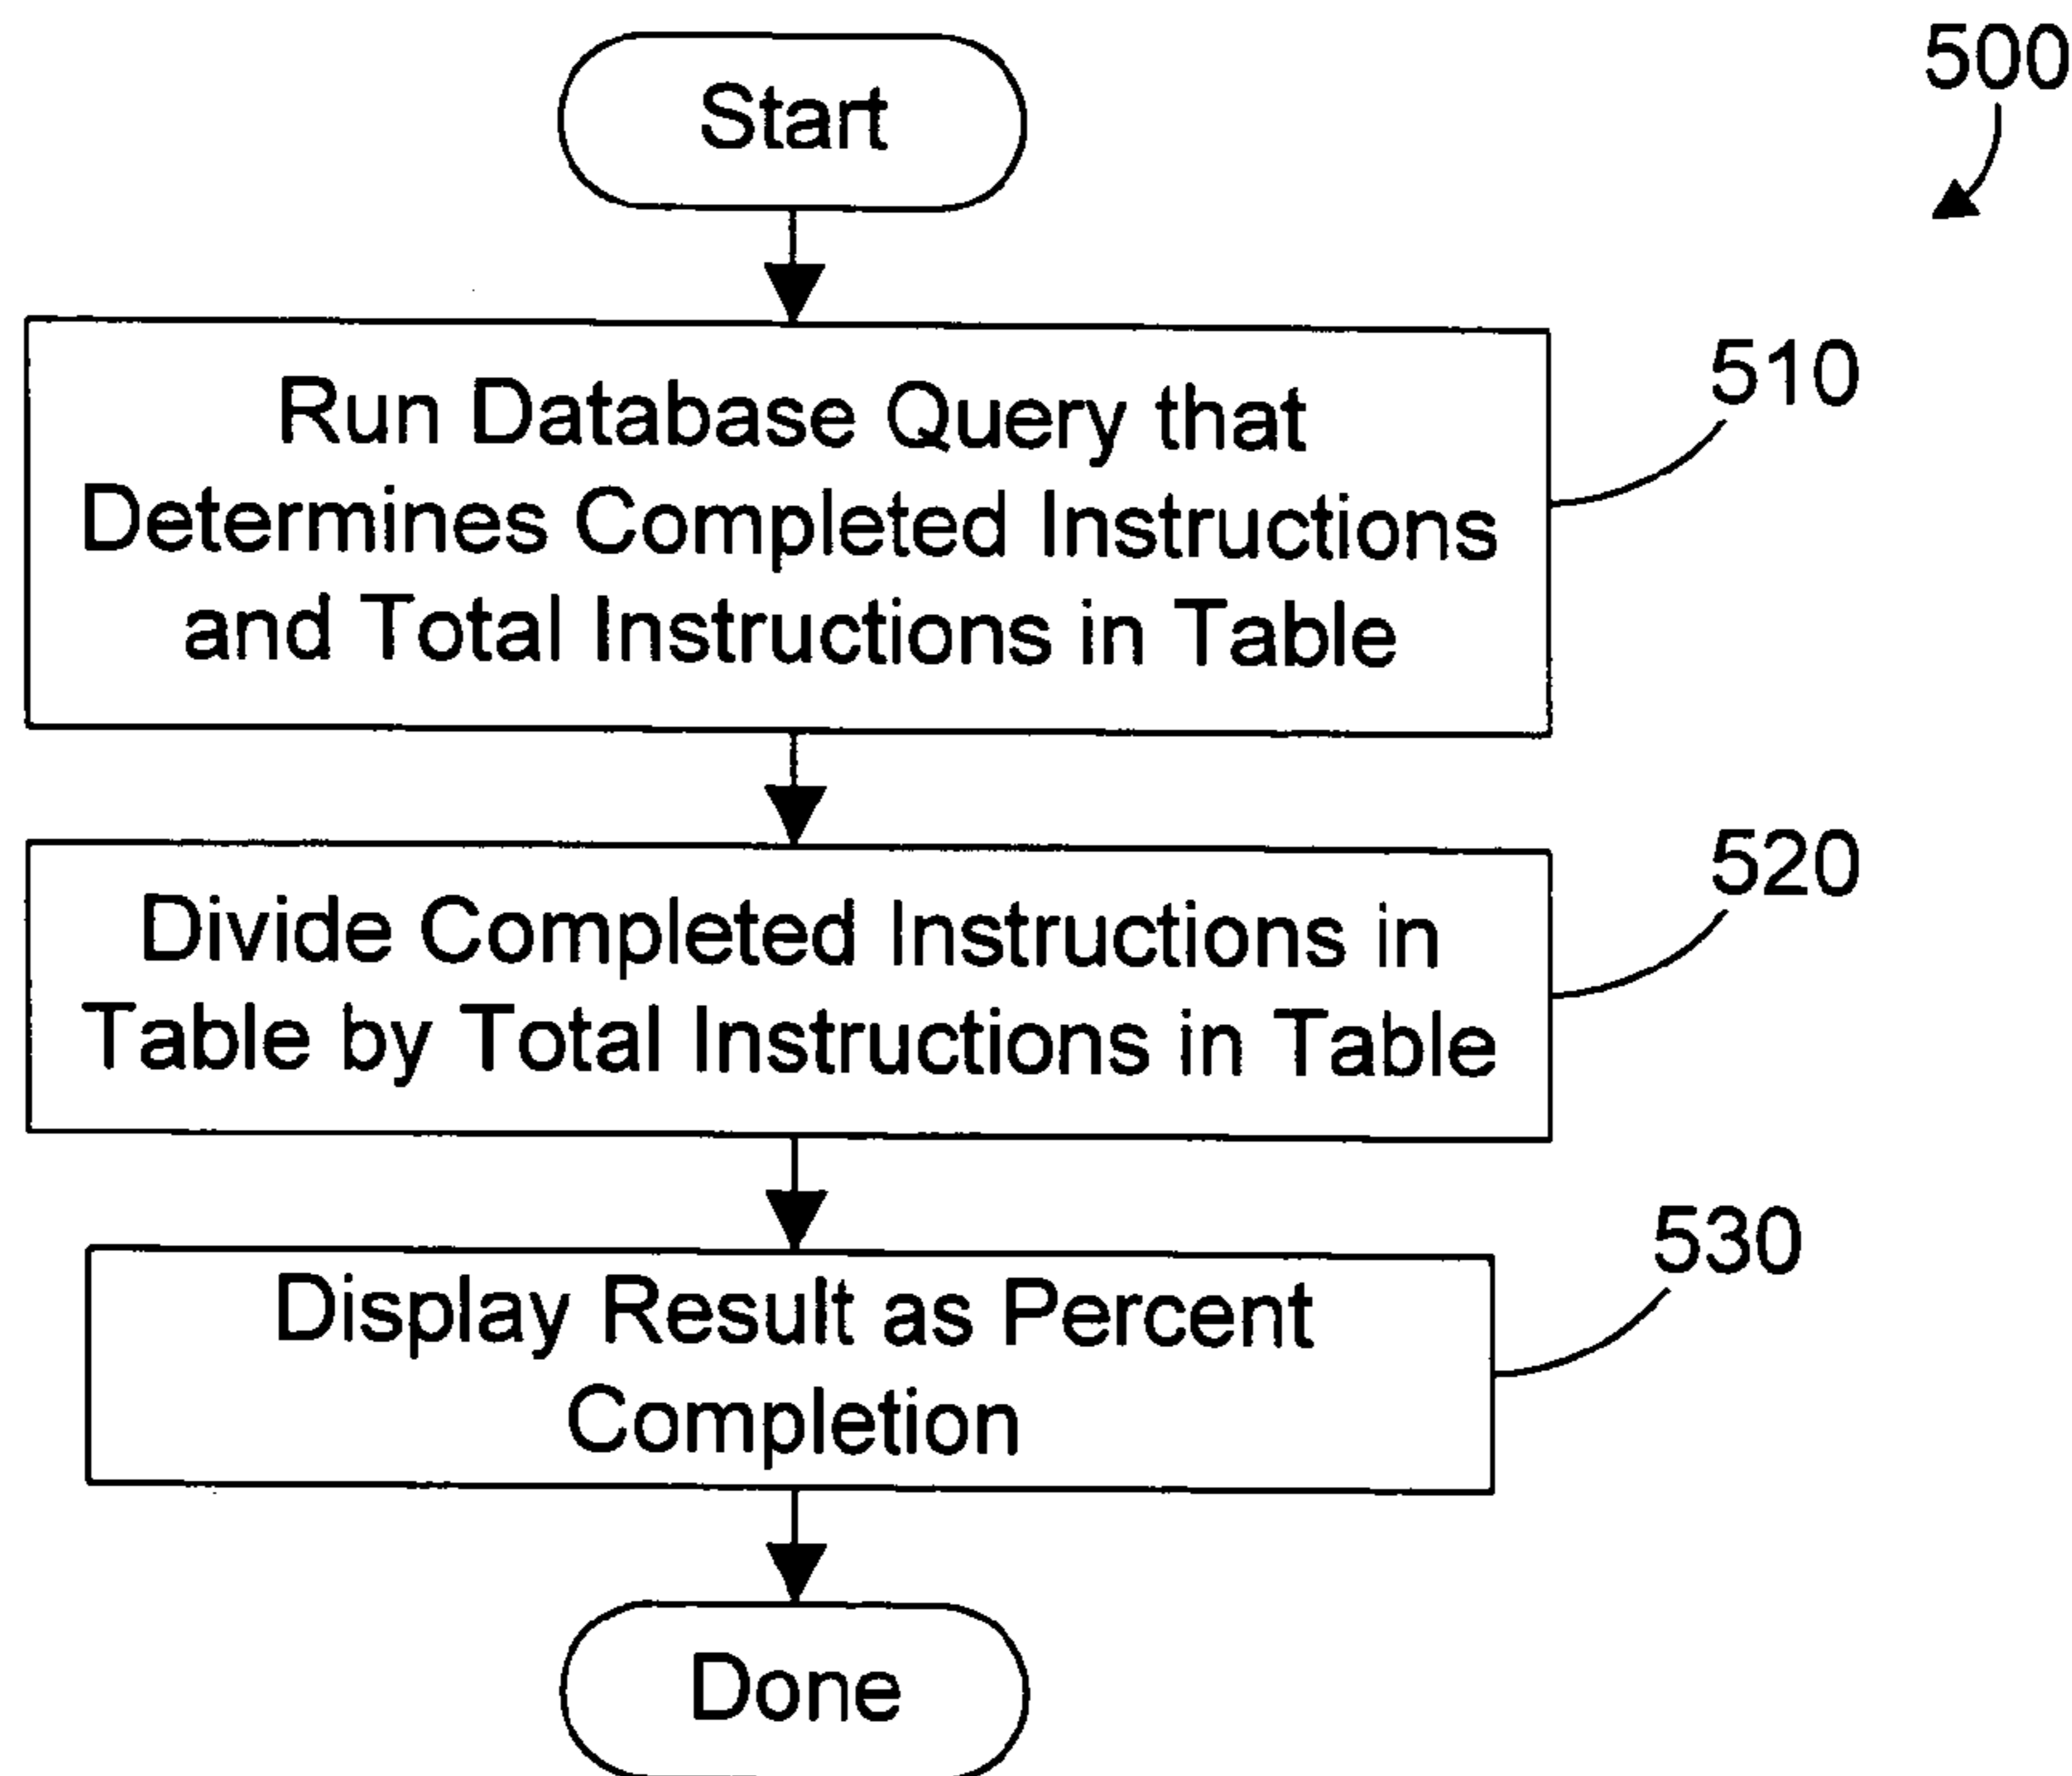 Start
500
Run Database Query that
Determines Completed Instructions
and Total Instructions in Table
510
Divide Completed Instructions in
Table by Total Instructions in Table
520
Display Result as Percent
Completion
530
Done